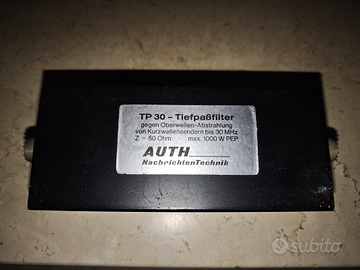 TP 30 – Tiefpaßfilter
gegen Oberwellen-Abstrahlung
von Kurzwellensendern bis 30 MHz
Z – 50 Ohm max. 1000 W PEP
AUTH
NachrichtenTechnik
subito